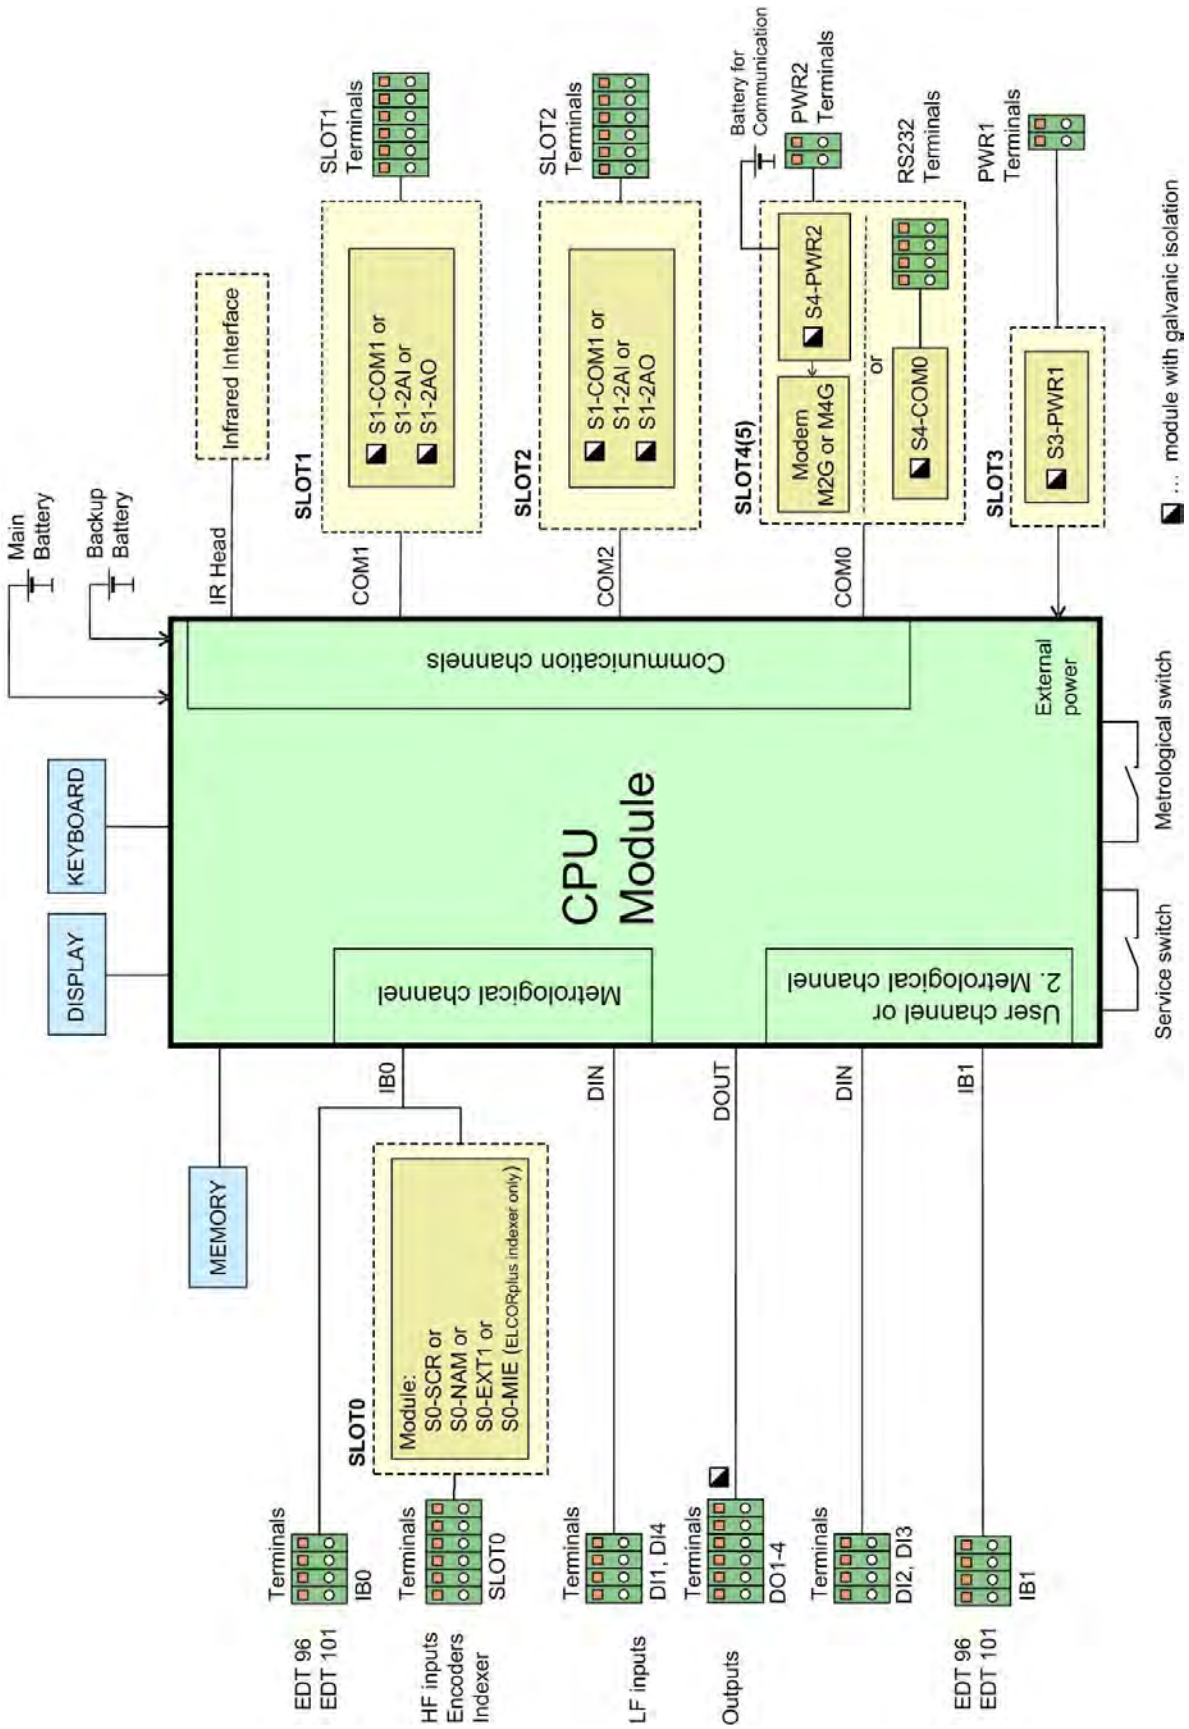 Main
Battery
Backup
Battery
Battery for
Communication
KEYBOARD
DISPLAY
MEMORY
IR Head
Infrared Interface
COM1
SLOT1
S1-COM1 or
S1-2AI or
S1-2AO
SLOT1
Terminals
COM2
SLOT2
S1-COM1 or
S1-2AI or
S1-2AO
SLOT2
Terminals
COM0
SLOT4(5)
Modem
M2G or M4G
S4-PWR2
PWR2
Terminals
or
S4-COM0
RS232
Terminals
SLOT3
S3-PWR1
PWR1
Terminals
Communication channels
External
power
CPU
Module
Metrological channel
User channel or
2. Metrological channel
Service switch
Metrological switch
... module with galvanic isolation
IB0
DIN
DOUT
DIN
IB1
SLOT0
Module:
S0-SCR or
S0-NAM or
S0-EXT1 or
S0-MIE (ELCORplus indexer only)
EDT 96
EDT 101
Terminals
IB0
HF inputs
Encoders
Indexer
Terminals
SLOT0
LF inputs
Terminals
DI1, DI4
Outputs
Terminals
DO1-4
Terminals
DI2, DI3
EDT 96
EDT 101
IB1